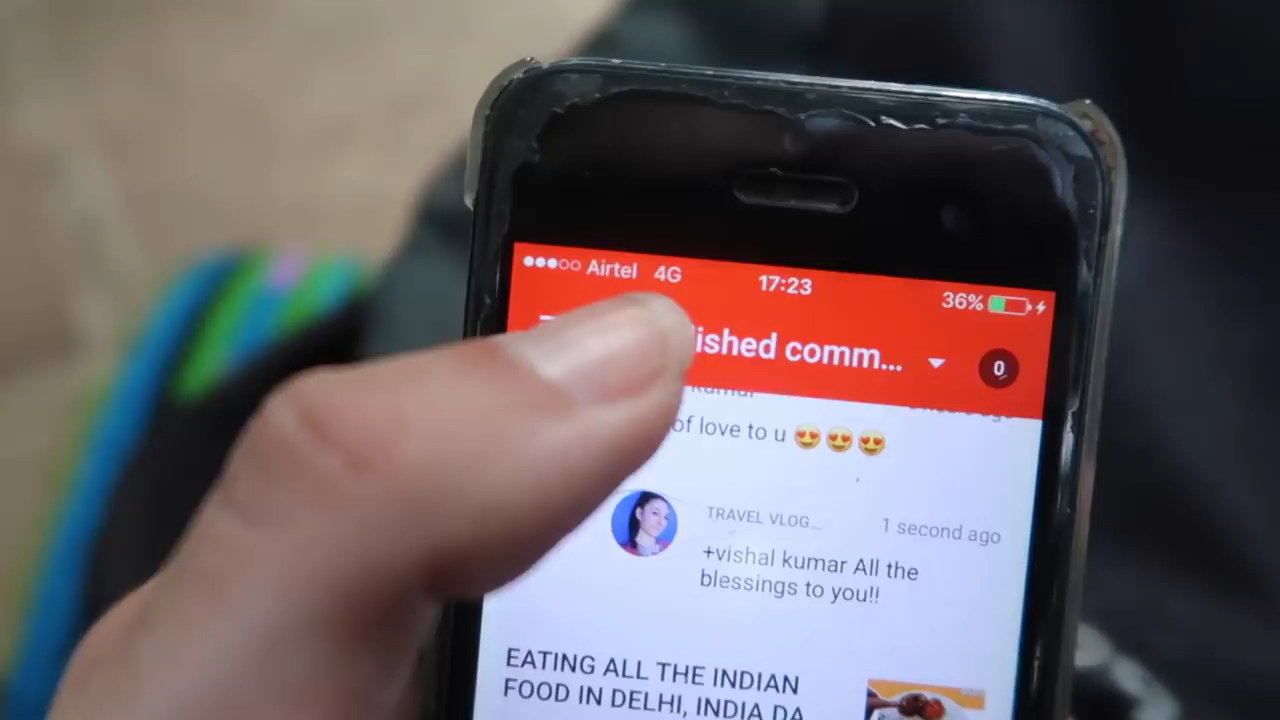 Airtel 4G 17:23 36%
ished comm... 0
kumar
of love to u 😍😍😍
TRAVEL VLOG... 1 second ago
+vishal kumar All the
blessings to you!!
EATING ALL THE INDIAN
FOOD IN DELHI, INDIA DA